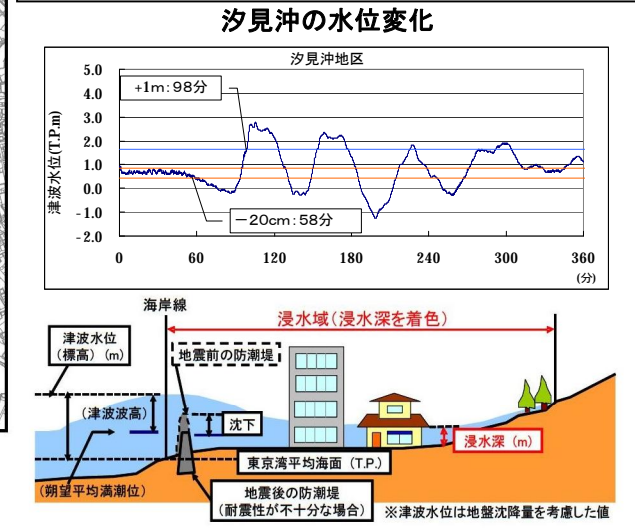 汐見沖の水位変化
汐見沖地区
津波水位(T.P.m)
5.0
4.0
3.0
2.0
1.0
0.0
-1.0
-2.0
+1m:98分
-20cm:58分
0 60 120 180 240 300 360
(分)
海岸線
浸水域(浸水深を着色)
津波水位
(標高)(m)
地震前の防潮堤
(津波波高)
沈下
浸水深(m)
東京湾平均海面(T.P.)
(朔望平均満潮位)
地震後の防潮堤
(耐震性が不十分な場合)
※津波水位は地盤沈降量を考慮した値